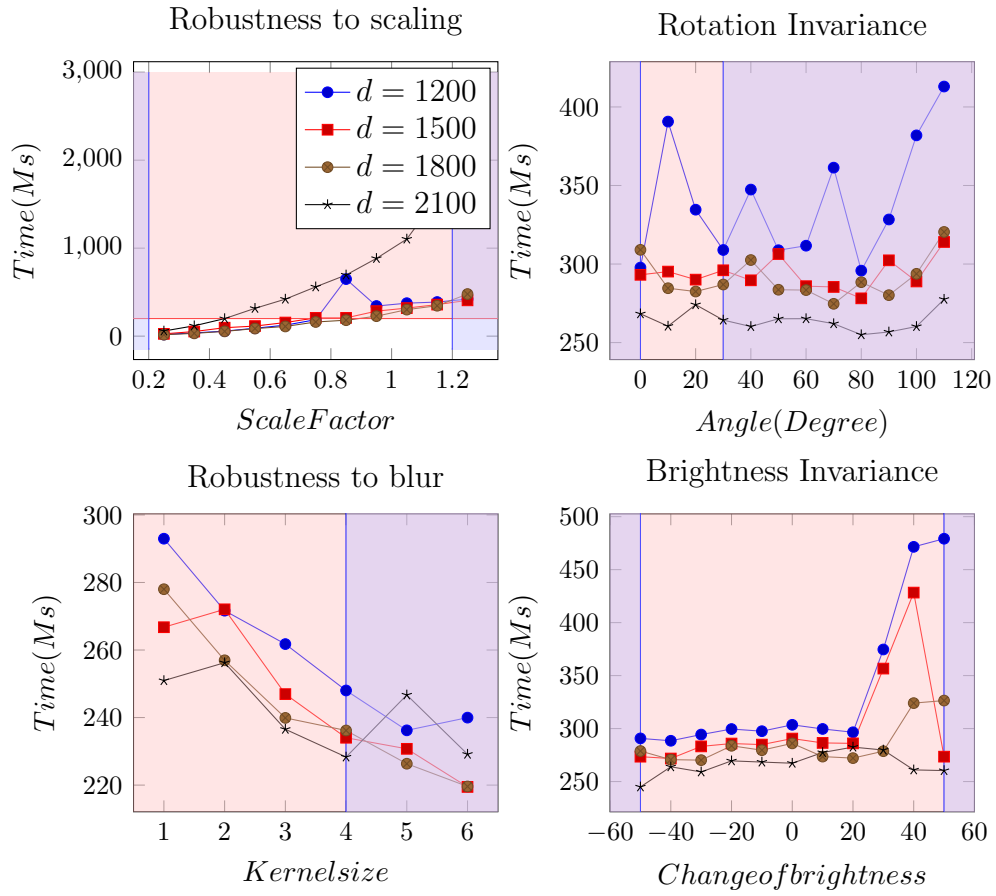 Robustness to scaling
3,000
2,000
1,000
0
0.2 0.4 0.6 0.8 1 1.2
Time(Ms)
ScaleFactor
d = 1200
d = 1500
d = 1800
d = 2100
Rotation Invariance
400
350
300
250
0 20 40 60 80 100 120
Time(Ms)
Angle(Degree)
Robustness to blur
300
280
260
240
220
1 2 3 4 5 6
Time(Ms)
Kernelsize
Brightness Invariance
500
450
400
350
300
250
−60 −40 −20 0 20 40 60
Time(Ms)
Changeofbrightness